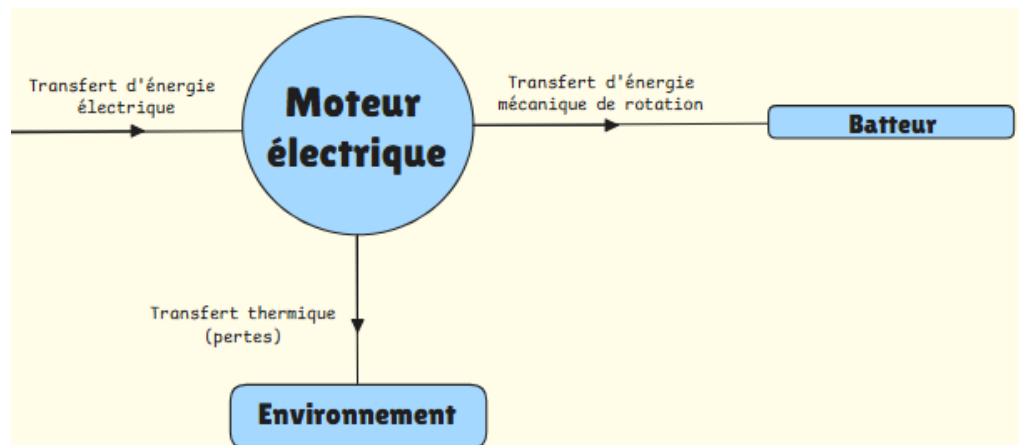 Transfert d'énergie
électrique
Moteur
électrique
Transfert d'énergie
mécanique de rotation
Batteur
Transfert thermique
(pertes)
Environnement